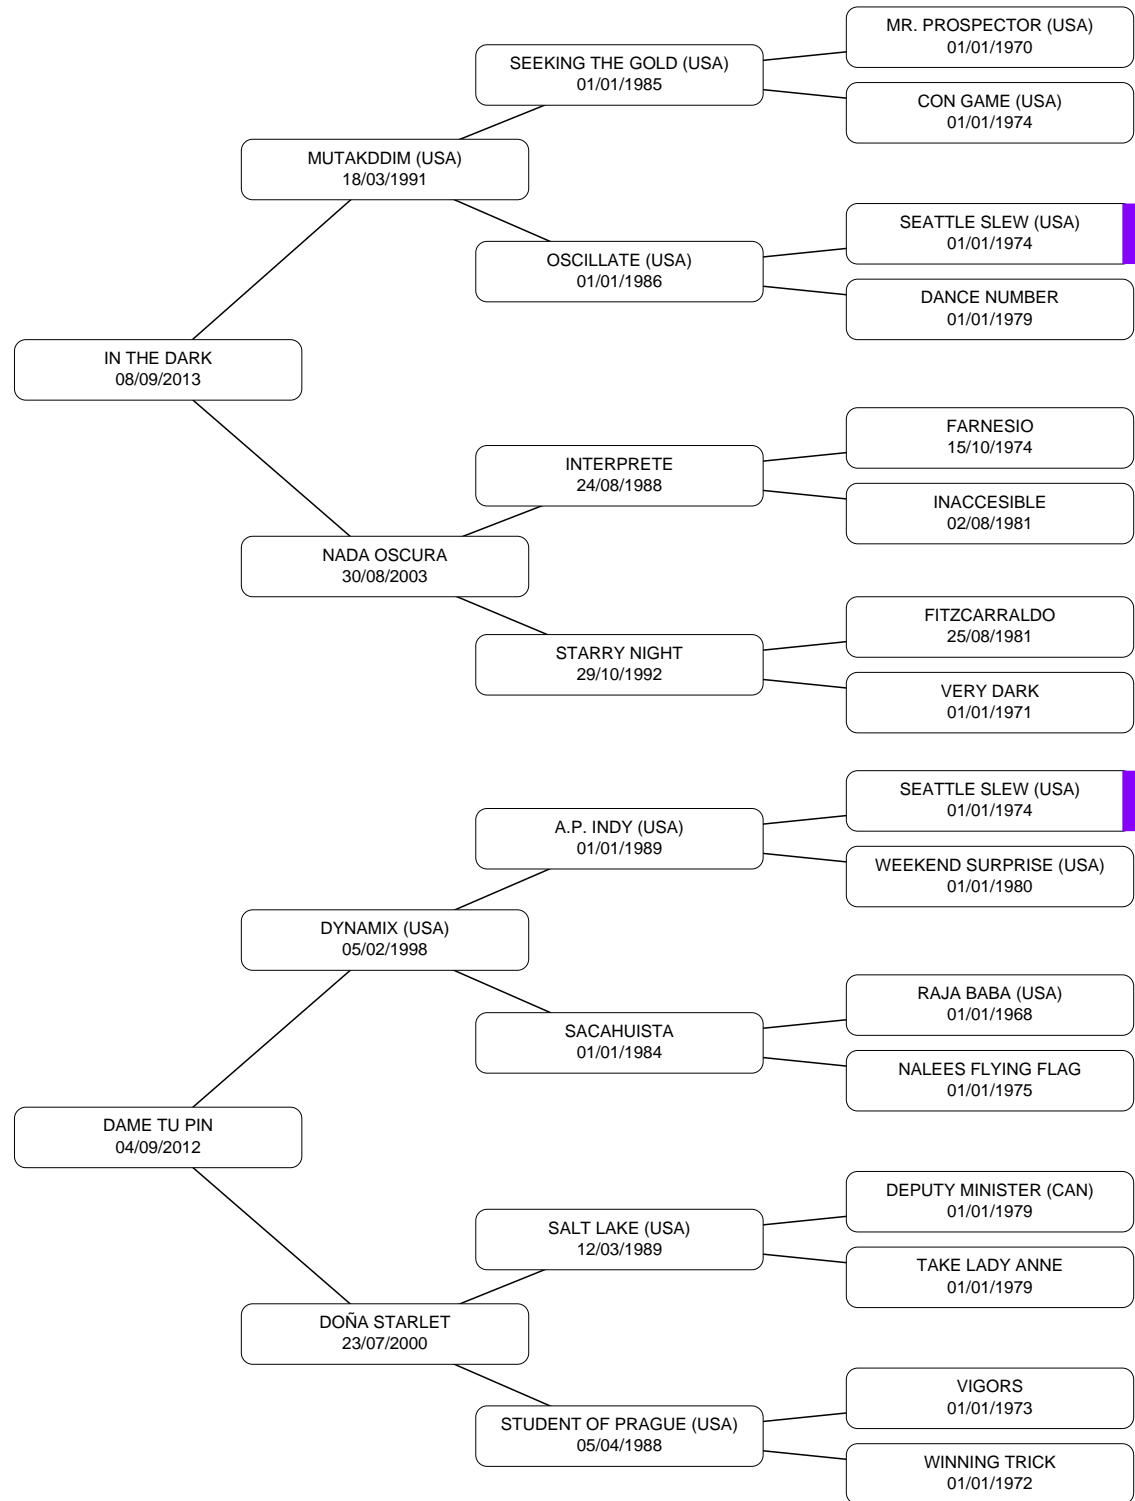 MR. PROSPECTOR (USA)
01/01/1970
SEEKING THE GOLD (USA)
01/01/1985
CON GAME (USA)
01/01/1974
MUTAKDDIM (USA)
18/03/1991
SEATTLE SLEW (USA)
01/01/1974
OSCILLATE (USA)
01/01/1986
DANCE NUMBER
01/01/1979
IN THE DARK
08/09/2013
FARNESIO
15/10/1974
INTERPRETE
24/08/1988
INACCESIBLE
02/08/1981
NADA OSCURA
30/08/2003
FITZCARRALDO
25/08/1981
STARRY NIGHT
29/10/1992
VERY DARK
01/01/1971
SEATTLE SLEW (USA)
01/01/1974
A.P. INDY (USA)
01/01/1989
WEEKEND SURPRISE (USA)
01/01/1980
DYNAMIX (USA)
05/02/1998
RAJA BABA (USA)
01/01/1968
SACAHUISTA
01/01/1984
NALEES FLYING FLAG
01/01/1975
DAME TU PIN
04/09/2012
DEPUTY MINISTER (CAN)
01/01/1979
SALT LAKE (USA)
12/03/1989
TAKE LADY ANNE
01/01/1979
DOÑA STARLET
23/07/2000
VIGORS
01/01/1973
STUDENT OF PRAGUE (USA)
05/04/1988
WINNING TRICK
01/01/1972